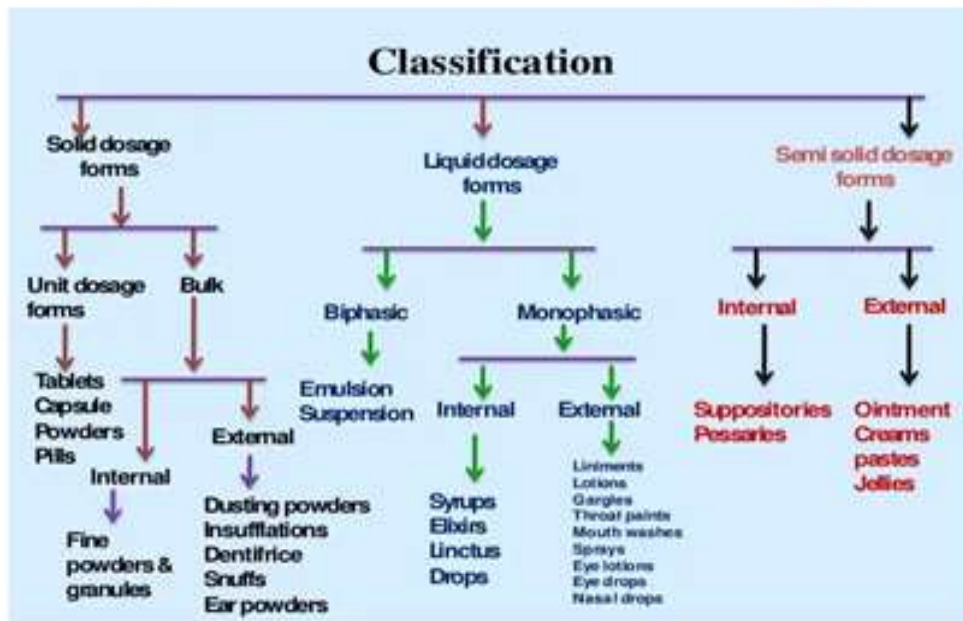 Classification
Solid dosage
forms
Liquid dosage
forms
Semi solid dosage
forms
Unit dosage
forms
Bulk
Biphasic
Monophasic
Internal
External
Tablets
Capsule
Powders
Pills
Internal
External
Fine
powders &
granules
Dusting powders
Insufflations
Dentifrice
Snuffs
Ear powders
Emulsion
Suspension
Internal
External
Syrups
Elixirs
Linctus
Drops
Liniments
Lotions
Gargles
Throat paints
Mouth washes
Sprays
Eye lotions
Eye drops
Nasal drops
Suppositories
Pessaries
Ointment
Creams
pastes
Jellies